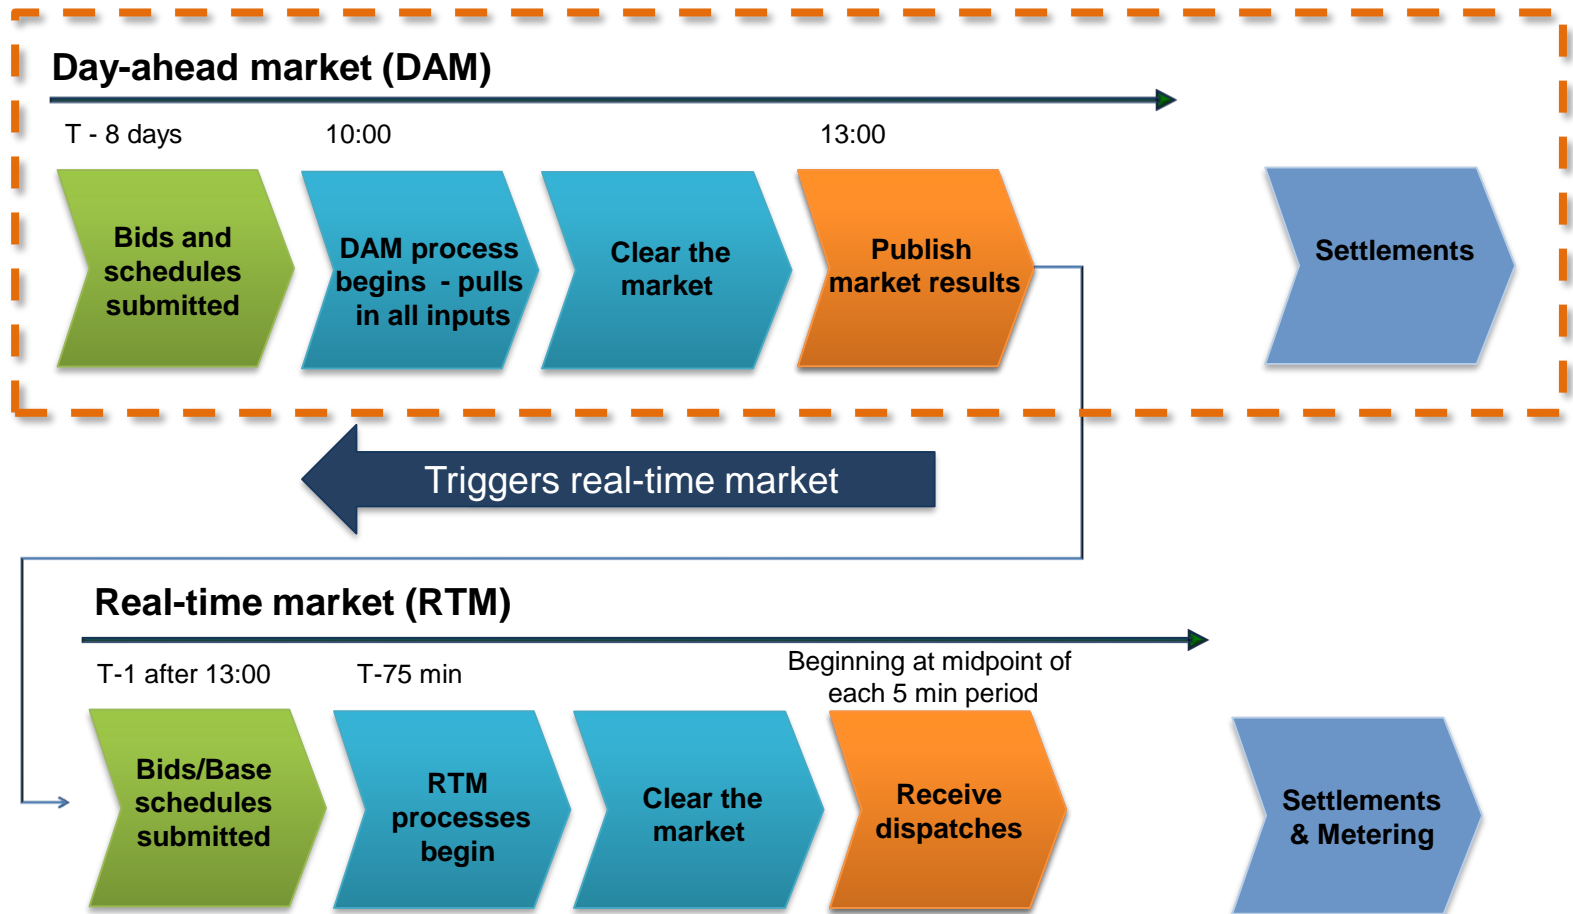 Day-ahead market (DAM)
T - 8 days
10:00
13:00
Bids and
schedules
submitted
DAM process
begins - pulls
in all inputs
Clear the
market
Publish
market results
Settlements
Triggers real-time market
Real-time market (RTM)
T-1 after 13:00
T-75 min
Beginning at midpoint of
each 5 min period
Bids/Base
schedules
submitted
RTM
processes
begin
Clear the
market
Receive
dispatches
Settlements
& Metering